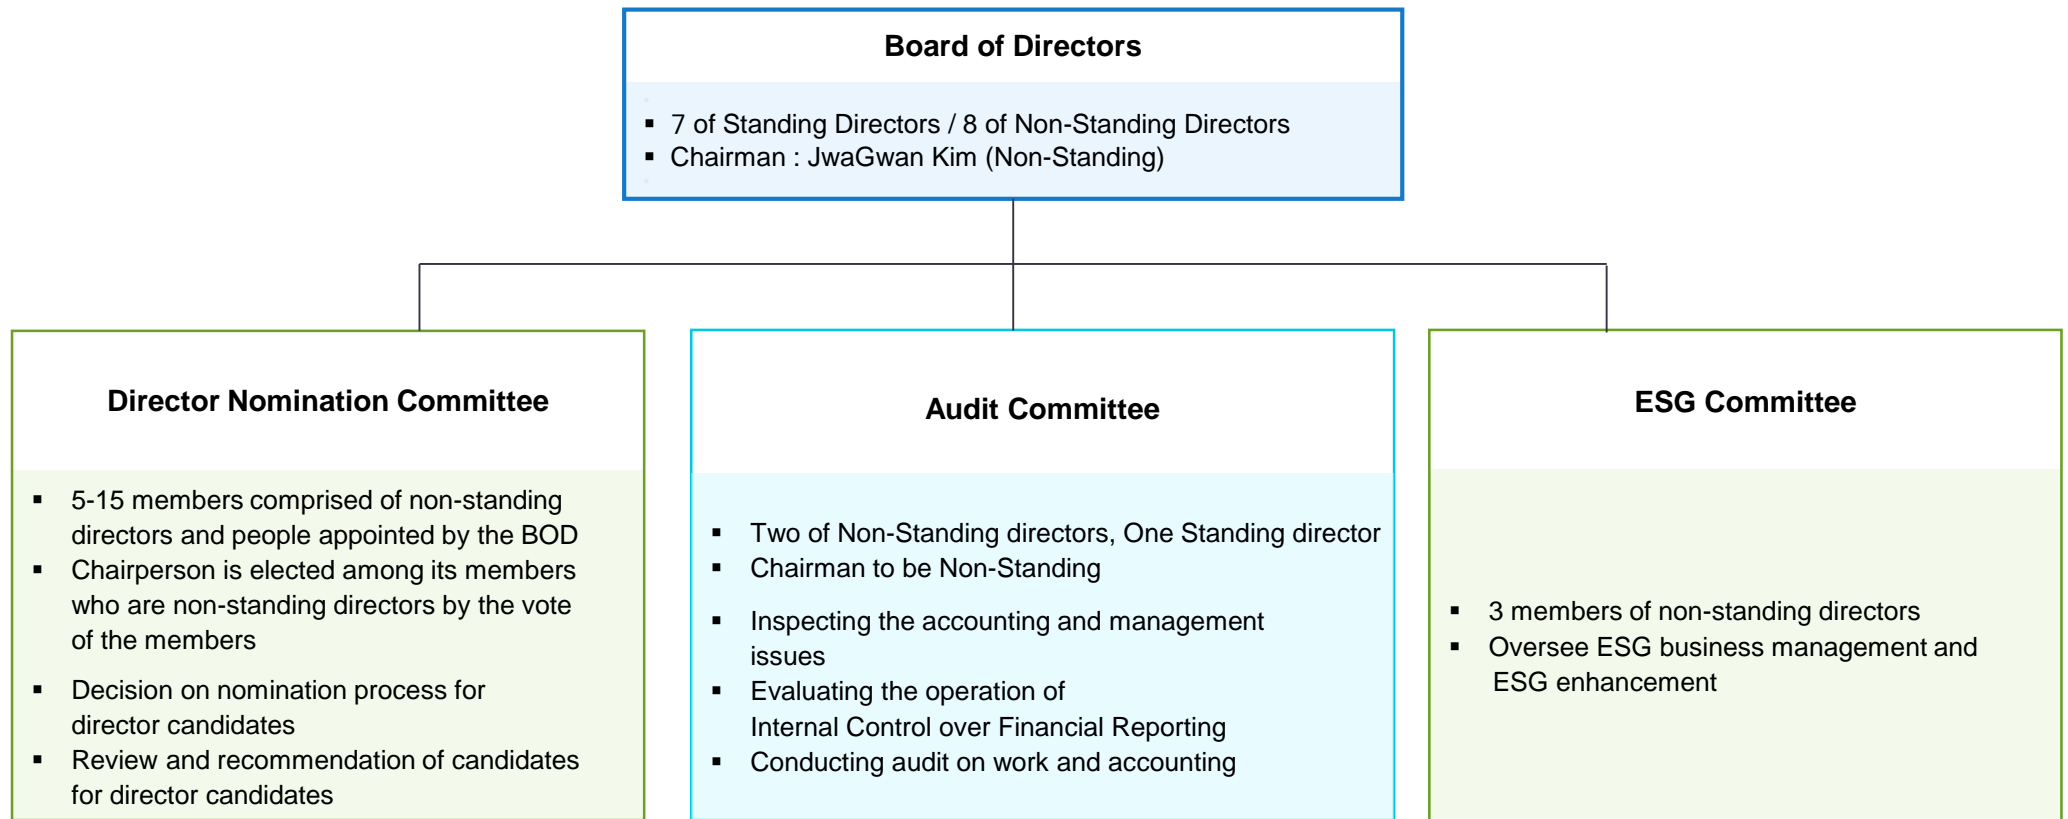 Board of Directors
▪ 7 of Standing Directors / 8 of Non-Standing Directors
▪ Chairman : JwaGwan Kim (Non-Standing)
Director Nomination Committee
▪ 5-15 members comprised of non-standing
directors and people appointed by the BOD
▪ Chairperson is elected among its members
who are non-standing directors by the vote
of the members
▪ Decision on nomination process for
director candidates
▪ Review and recommendation of candidates
for director candidates
Audit Committee
▪ Two of Non-Standing directors, One Standing director
▪ Chairman to be Non-Standing
▪ Inspecting the accounting and management
issues
▪ Evaluating the operation of
Internal Control over Financial Reporting
▪ Conducting audit on work and accounting
ESG Committee
▪ 3 members of non-standing directors
▪ Oversee ESG business management and
ESG enhancement